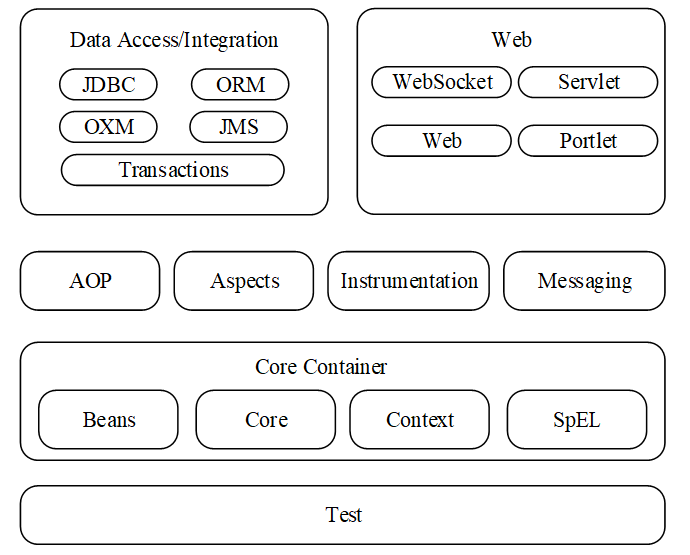 Data Access/Integration
JDBC
ORM
OXM
JMS
Transactions
Web
WebSocket
Servlet
Web
Portlet
AOP
Aspects
Instrumentation
Messaging
Core Container
Beans
Core
Context
SpEL
Test